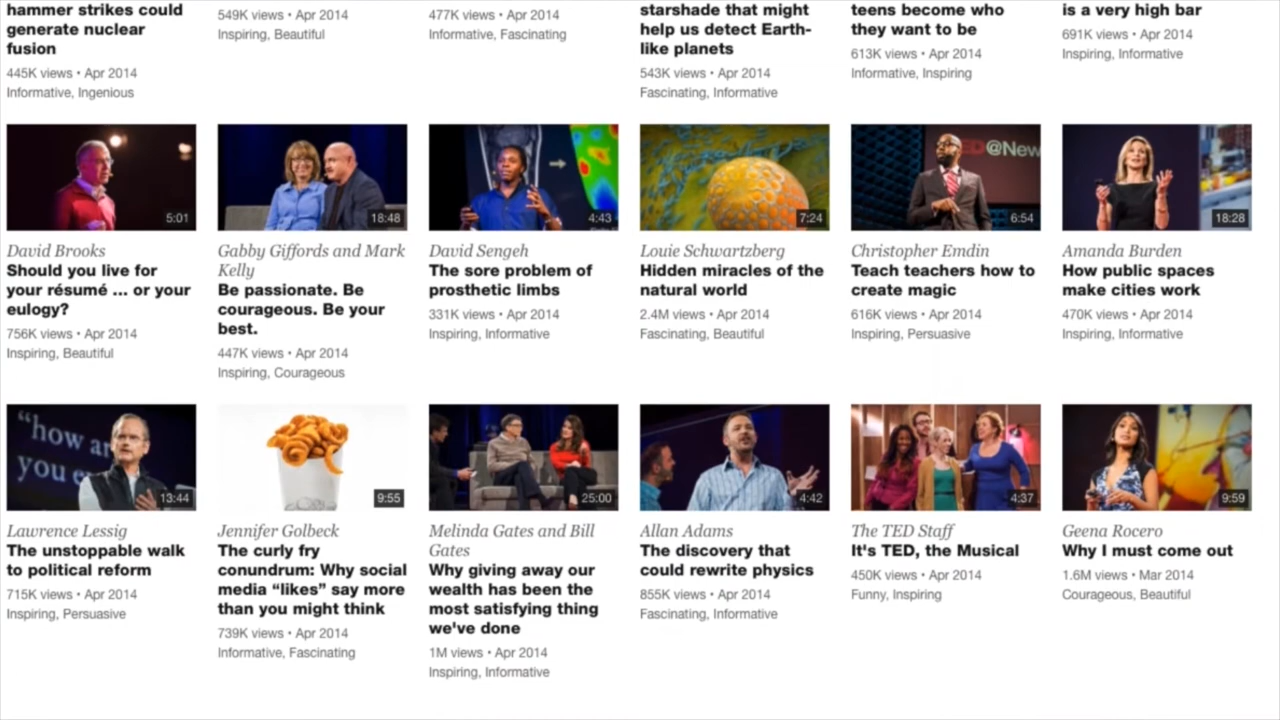 hammer strikes could
generate nuclear
fusion
445K views • Apr 2014
Informative, Ingenious
549K views • Apr 2014
Inspiring, Beautiful
477K views • Apr 2014
Informative, Fascinating
starshade that might
help us detect Earth-
like planets
543K views • Apr 2014
Fascinating, Informative
teens become who
they want to be
613K views • Apr 2014
Informative, Inspiring
is a very high bar
691K views • Apr 2014
Inspiring, Informative
5:01
David Brooks
Should you live for
your résumé ... or your
eulogy?
756K views • Apr 2014
Inspiring, Beautiful
18:48
Gabby Giffords and Mark
Kelly
Be passionate. Be
courageous. Be your
best.
447K views • Apr 2014
Inspiring, Courageous
4:43
David Sengeh
The sore problem of
prosthetic limbs
331K views • Apr 2014
Inspiring, Informative
7:24
Louie Schwartzberg
Hidden miracles of the
natural world
2.4M views • Apr 2014
Fascinating, Beautiful
ED@New
6:54
Christopher Emdin
Teach teachers how to
create magic
616K views • Apr 2014
Inspiring, Persuasive
18:28
Amanda Burden
How public spaces
make cities work
470K views • Apr 2014
Inspiring, Informative
“how ar
you e
13:44
Lawrence Lessig
The unstoppable walk
to political reform
715K views • Apr 2014
Inspiring, Persuasive
9:55
Jennifer Golbeck
The curly fry
conundrum: Why social
media “likes” say more
than you might think
739K views • Apr 2014
Informative, Fascinating
25:00
Melinda Gates and Bill
Gates
Why giving away our
wealth has been the
most satisfying thing
we've done
1M views • Apr 2014
Inspiring, Informative
4:42
Allan Adams
The discovery that
could rewrite physics
855K views • Apr 2014
Fascinating, Informative
4:37
The TED Staff
It's TED, the Musical
450K views • Apr 2014
Funny, Inspiring
9:59
Geena Rocero
Why I must come out
1.6M views • Mar 2014
Courageous, Beautiful